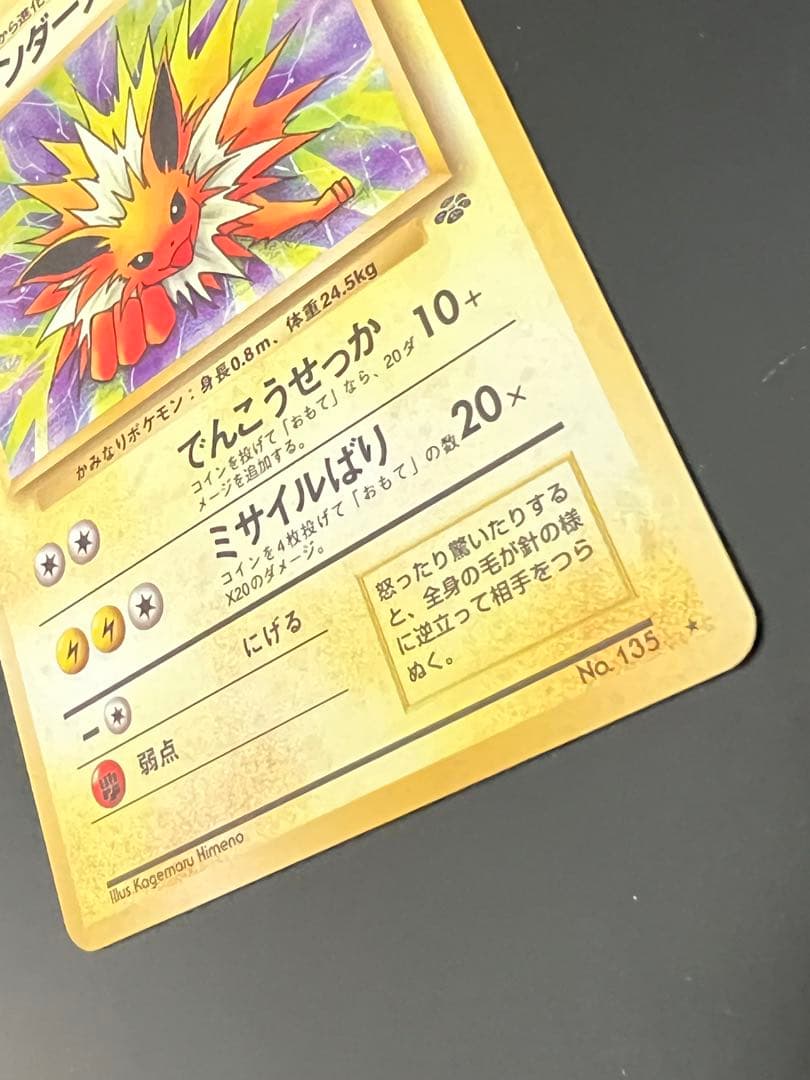 から進化
ンダー
かみなりポケモン：身長0.8m、体重24.5kg
でんこうせっか 10+
コインを投げて「おもて」なら、20ダ
メージを追加する。
ミサイルばり 20×
コインを4枚投げて「おもて」の数
X20のダメージ。
にげる
弱点
怒ったり驚いたりする
と、全身の毛が針の様
に逆立って相手をつら
ぬく。
No. 135
Illus. Kagemaru Himeno